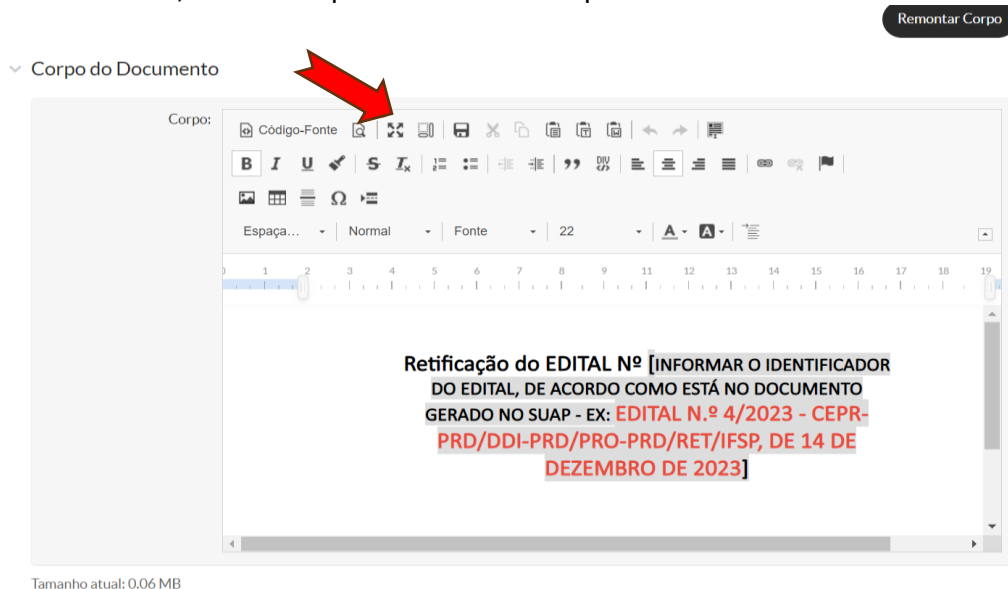 Remontar Corpo
Corpo do Documento
Corpo:
Código-Fonte
B I U S Ix
DIV
Ω
Espaça... Normal Fonte 22 A A
1 2 3 4 5 6 7 8 9 11 12 13 14 15 16 17 18 19
Retificação do EDITAL Nº [INFORMAR O IDENTIFICADOR
DO EDITAL, DE ACORDO COMO ESTÁ NO DOCUMENTO
GERADO NO SUAP - EX: EDITAL N.º 4/2023 - CEPR-
PRD/DDI-PRD/PRO-PRD/RET/IFSP, DE 14 DE
DEZEMBRO DE 2023]
Tamanho atual: 0.06 MB